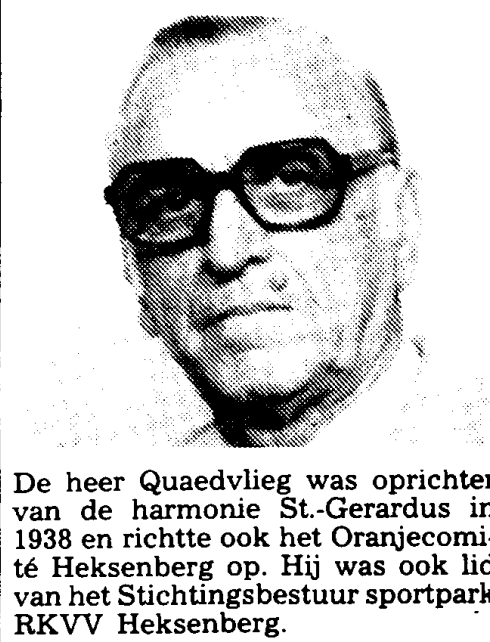 De heer Quaedvlieg was oprichter
van de harmonie St.-Gerardus in
1938 en richtte ook het Oranjecomi-
té Heksenberg op. Hij was ook lid
van het Stichtingsbestuur sportpark
RKVV Heksenberg.